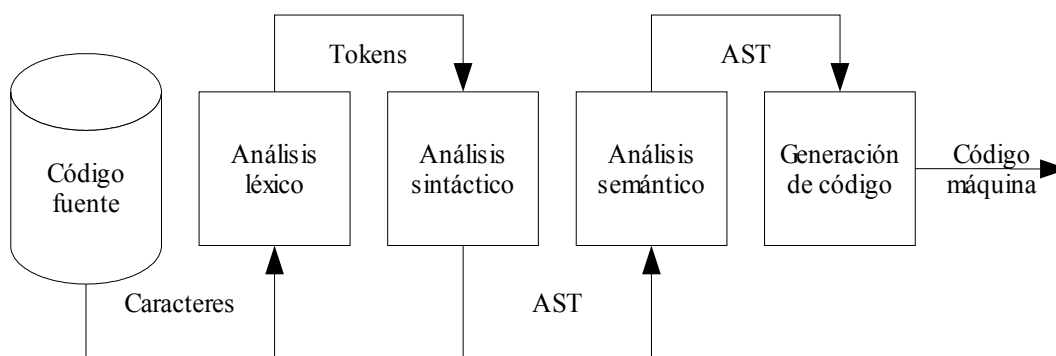 Tokens
AST
Código
fuente
Análisis
léxico
Análisis
sintáctico
Análisis
semántico
Generación
de código
Código
máquina
Caracteres
AST